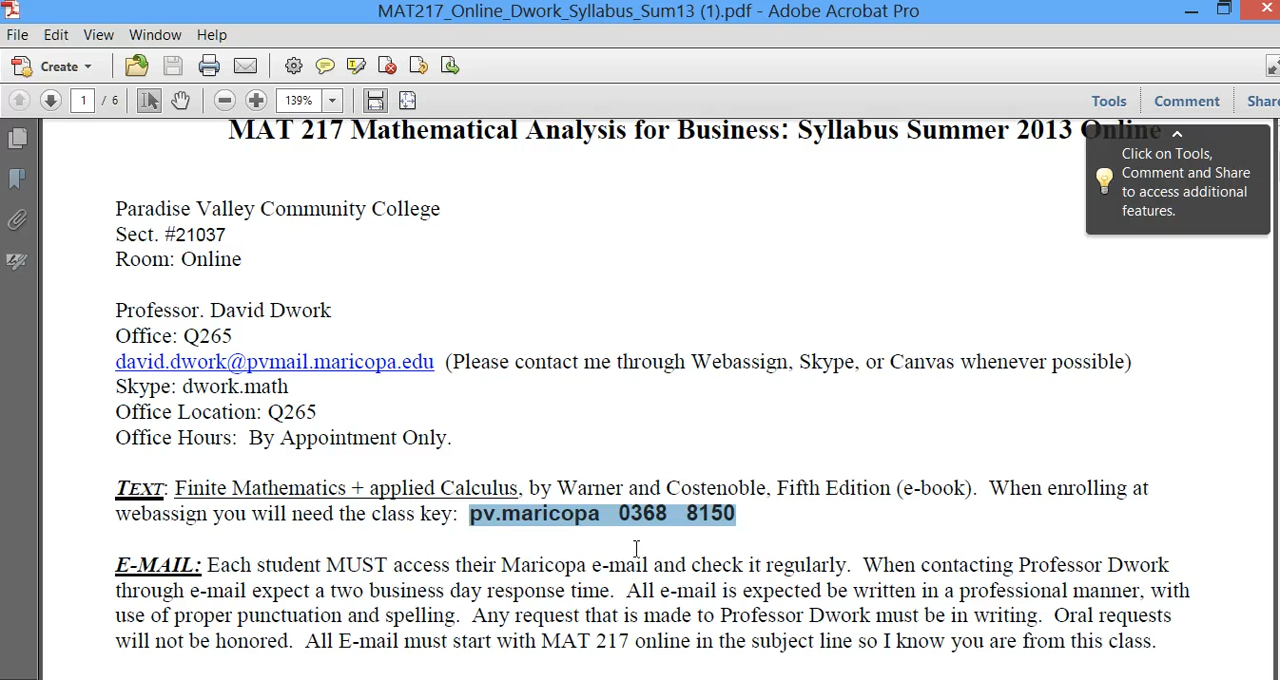 MAT217_Online_Dwork_Syllabus_Sum13 (1).pdf - Adobe Acrobat Pro
File Edit View Window Help
Create
1 / 6 139% Tools Comment Share
MAT 217 Mathematical Analysis for Business: Syllabus Summer 2013 Online
Click on Tools,
Comment and Share
to access additional
features.
Paradise Valley Community College
Sect. #21037
Room: Online
Professor. David Dwork
Office: Q265
david.dwork@pvmail.maricopa.edu (Please contact me through Webassign, Skype, or Canvas whenever possible)
Skype: dwork.math
Office Location: Q265
Office Hours: By Appointment Only.
TEXT: Finite Mathematics + applied Calculus, by Warner and Costenoble, Fifth Edition (e-book). When enrolling at
webassign you will need the class key: pv.maricopa 0368 8150
E-MAIL: Each student MUST access their Maricopa e-mail and check it regularly. When contacting Professor Dwork
through e-mail expect a two business day response time. All e-mail is expected be written in a professional manner, with
use of proper punctuation and spelling. Any request that is made to Professor Dwork must be in writing. Oral requests
will not be honored. All E-mail must start with MAT 217 online in the subject line so I know you are from this class.